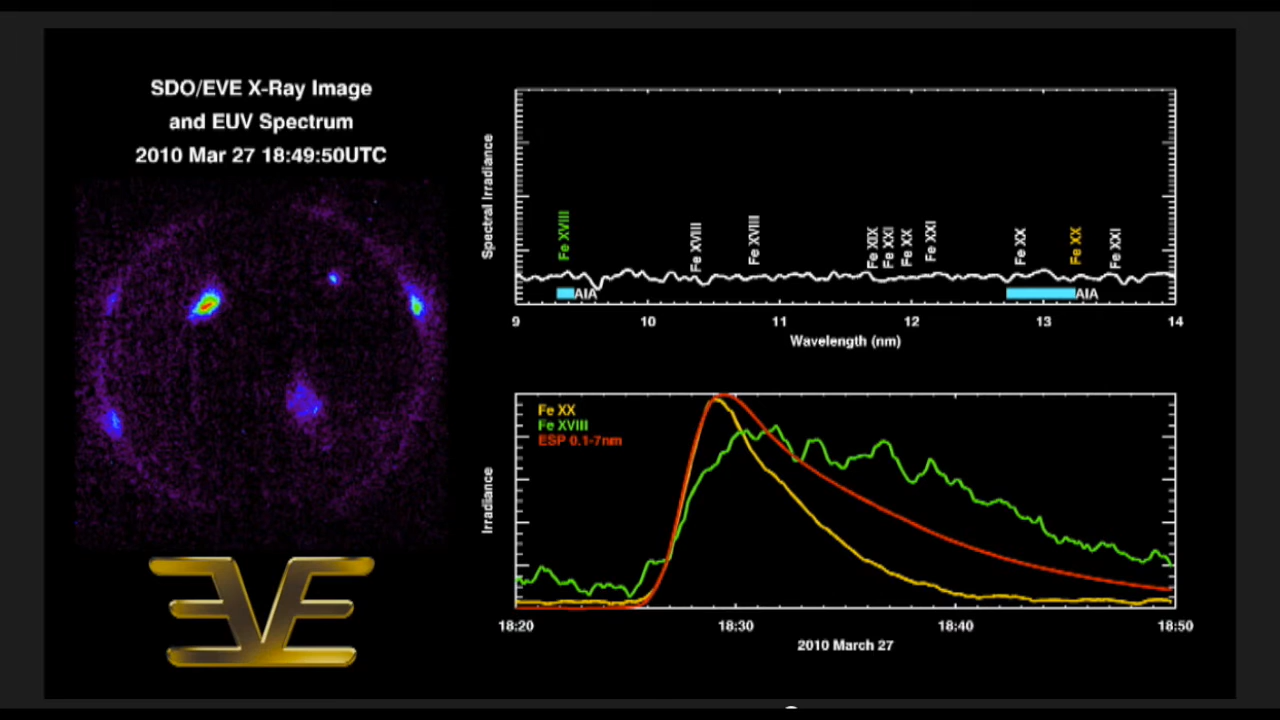 SDO/EVE X-Ray Image
and EUV Spectrum
2010 Mar 27 18:49:50UTC
EVE
Spectral Irradiance
Fe XVIII
Fe XVIII
Fe XVIII
Fe XIX
Fe XXI
Fe XX
Fe XXI
Fe XX
Fe XX
Fe XXI
AIA
AIA
9 10 11 12 13 14
Wavelength (nm)
Irradiance
Fe XX
Fe XVIII
ESP 0.1-7nm
18:20 18:30 18:40 18:50
2010 March 27